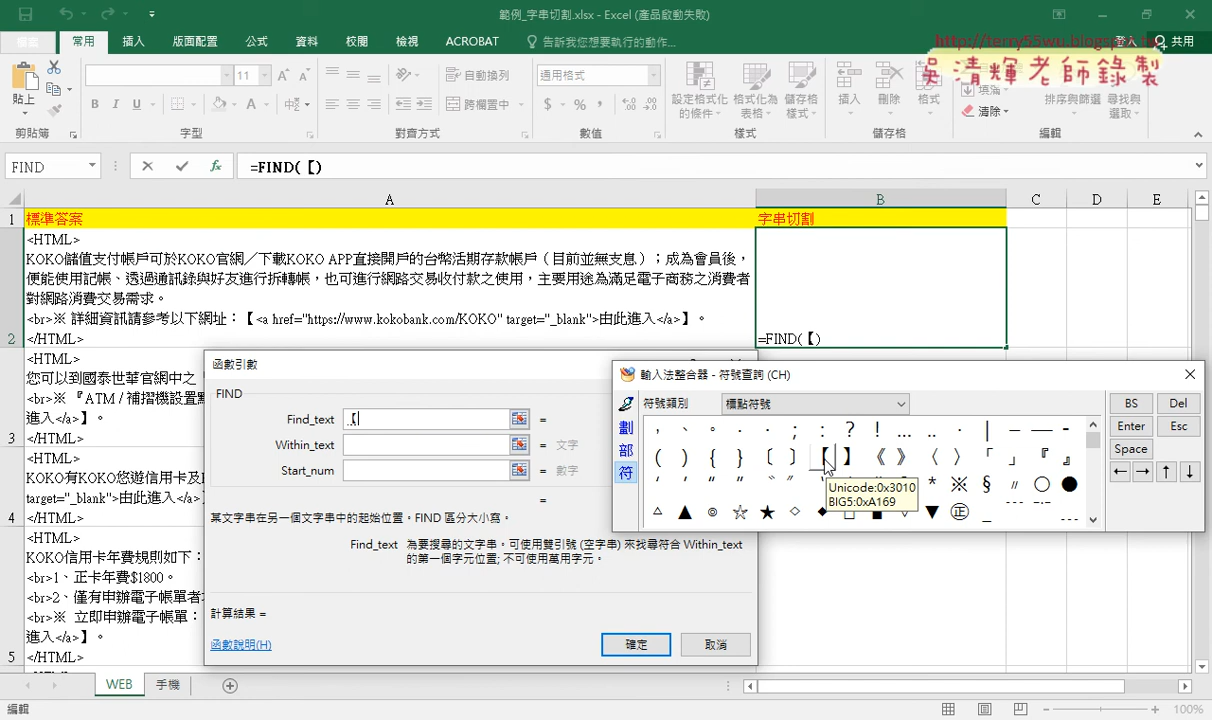 範例_字串切割.xlsx - Excel (產品啟動失敗)
檔案 常用 插入 版面配置 公式 資料 校閱 檢視 ACROBAT 告訴我您想要執行的動作... 登入 共用
http://terry55wu.blogspot.tw
吳清輝老師錄製
貼上 11 自動換列 通用格式 設定格式化的條件 格式化為表格 儲存格樣式 插入 刪除 格式 填滿 排序與篩選 尋找與選取
B I U 跨欄置中 $ % , 清除
剪貼簿 字型 對齊方式 數值 樣式 儲存格 編輯
FIND =FIND(【)
A B C D E
1 標準答案 字串切割
<HTML>
KOKO儲值支付帳戶可於KOKO官網／下載KOKO APP直接開戶的台幣活期存款帳戶（目前並無支息）；成為會員後，
便能使用記帳、透過通訊錄與好友進行拆轉帳，也可進行網路交易收付款之使用，主要用途為滿足電子商務之消費者
對網路消費交易需求。
<br>※ 詳細資訊請參考以下網址：【<a href="https://www.kokobank.com/KOKO" target="_blank">由此進入</a>】。
2 </HTML> =FIND(【)
<HTML>
您可以到國泰世華官網中之
<br>※『ATM / 補摺機設置點
進入</a>】。
3 </HTML>
<HTML>
KOKO有KOKO悠遊信用卡及
target="_blank">由此進入
4 </HTML>
<HTML>
KOKO信用卡年費規則如下：
<br>1、正卡年費$1800。
<br>2、僅有申辦電子帳單者
<br>※ 立即申辦電子帳單：
進入</a>】。
5 </HTML>
函數引數
FIND
Find_text 【 =
Within_text = 文字
Start_num = 數字
=
某文字串在另一個文字串中的起始位置。FIND 區分大小寫。
Find_text 為要搜尋的文字串。可使用雙引號 (空字串) 來找尋符合 Within_text
的第一個字元位置; 不可使用萬用字元。
計算結果 =
函數說明(H) 確定 取消
輸入法整合器 - 符號查詢 (CH)
符號類別 標點符號
劃
部
符
， 、 。 ． ‧ ； ： ？ ！ … ‥ · ｜ – — -
（ ） ｛ ｝ 〔 〕 【 】 《 》 〈 〉 「 」 『 』
* ※ § 〃 ○ ●
△ ▲ ◎ ☆ ★ ◇ ◆ □ ■ ▽ ▼ ㊣ _
Unicode:0x3010
BIG5:0xA169
BS Del
Enter Esc
Space
← → ↑ ↓
WEB 手機
編輯 100%